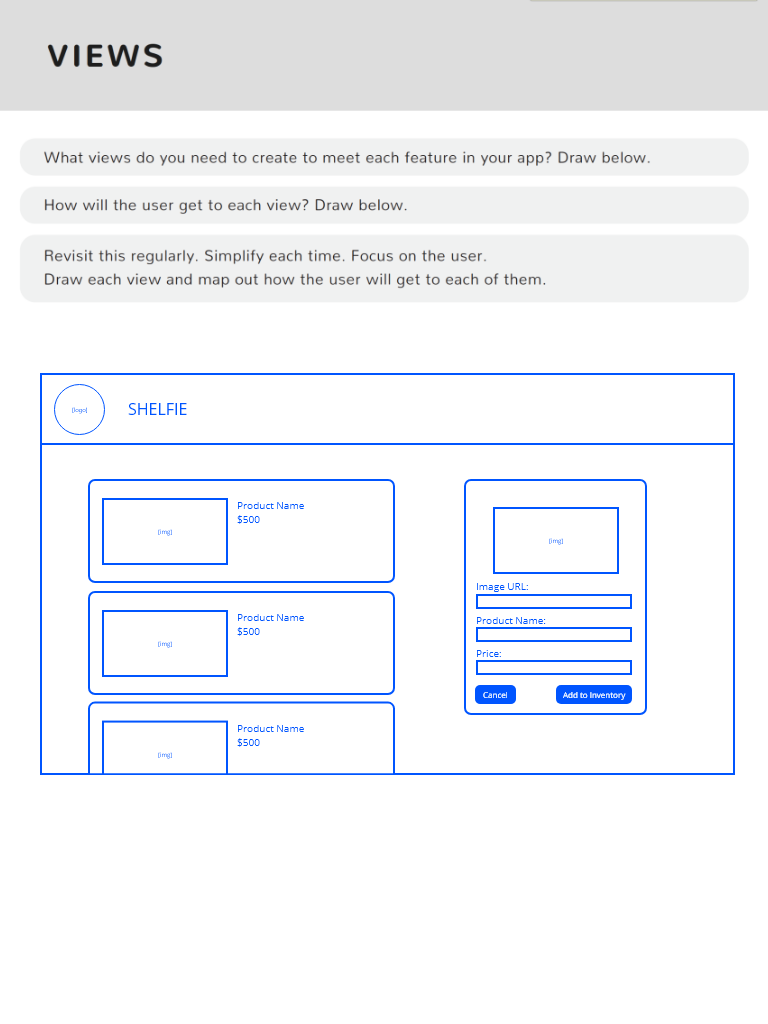 VIEWS
What views do you need to create to meet each feature in your app? Draw below.
How will the user get to each view? Draw below.
Revisit this regularly. Simplify each time. Focus on the user.
Draw each view and map out how the user will get to each of them.
[logo]
SHELFIE
[img]
Product Name
$500
[img]
Product Name
$500
[img]
Product Name
$500
[img]
Image URL:
Product Name:
Price:
Cancel
Add to Inventory